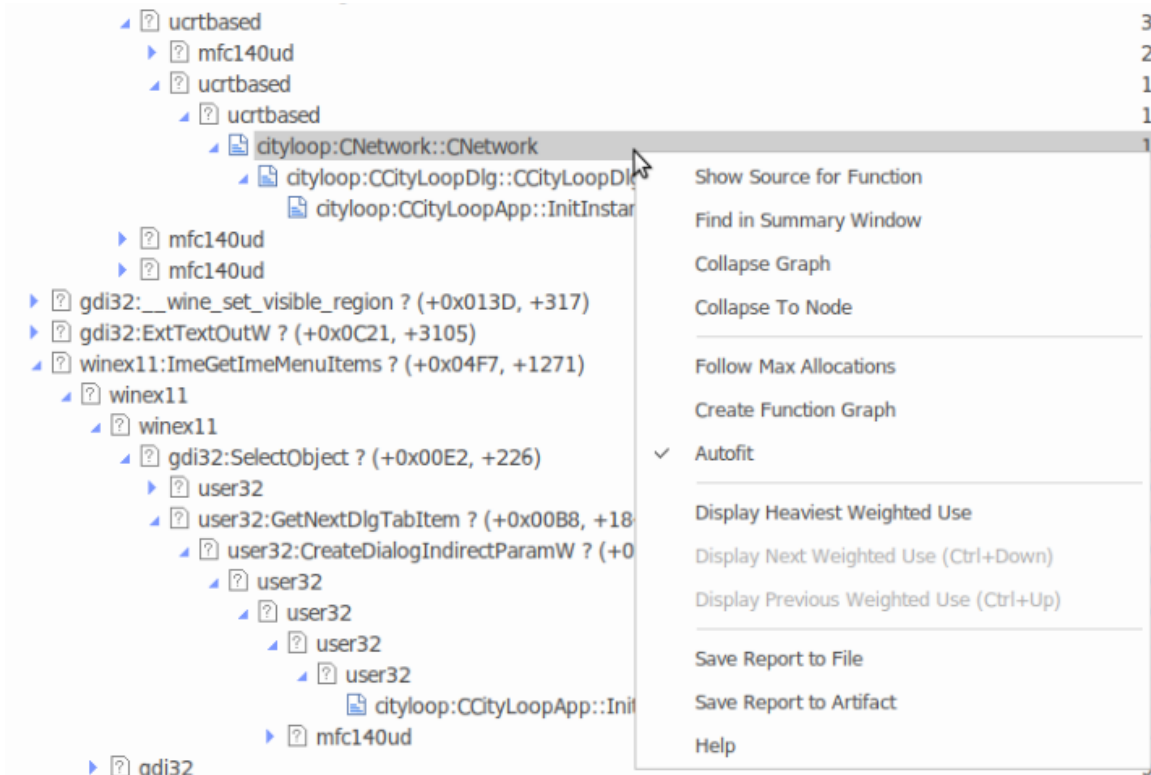 ucrtbased 3
mfc140ud 2
ucrtbased 1
ucrtbased 1
cityloop:CNetwork::CNetwork 1
cityloop:CCityLoopDlg::CCityLoopDlg
cityloop:CCityLoopApp::InitInstan
mfc140ud
mfc140ud
gdi32:__wine_set_visible_region ? (+0x013D, +317)
gdi32:ExtTextOutW ? (+0x0C21, +3105)
winex11:ImeGetImeMenuItems ? (+0x04F7, +1271)
winex11
winex11
gdi32:SelectObject ? (+0x00E2, +226)
user32
user32:GetNextDlgTabItem ? (+0x00B8, +18
user32:CreateDialogIndirectParamW ? (+0
user32
user32
user32
user32
cityloop:CCityLoopApp::Init
mfc140ud
gdi32
Show Source for Function
Find in Summary Window
Collapse Graph
Collapse To Node
Follow Max Allocations
Create Function Graph
Autofit
Display Heaviest Weighted Use
Display Next Weighted Use (Ctrl+Down)
Display Previous Weighted Use (Ctrl+Up)
Save Report to File
Save Report to Artifact
Help